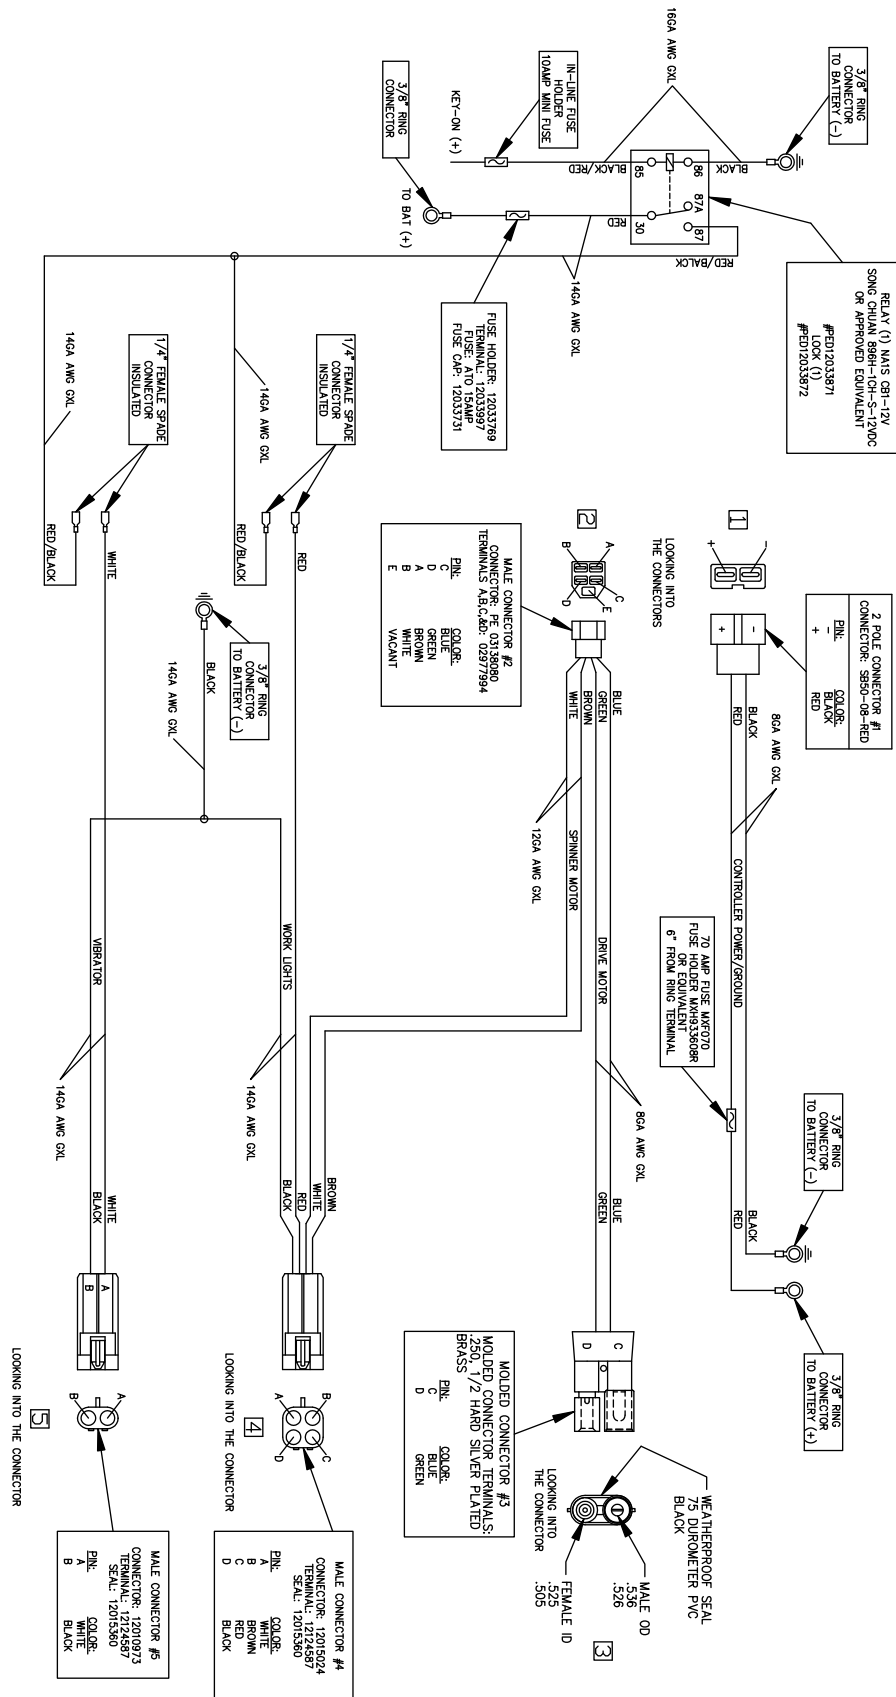 RELAY (1) NA1S CB1-12V
SONG CHUAN 896H-1CH-S-12VDC
OR APPROVED EQUIVALENT
#PED12033871
LOCK (1)
#PED12033872
3/8" RING
CONNECTOR
TO BATTERY (-)
16GA AWG GXL
BLACK
86
87A
87
85
30
BLACK/RED
RED
RED/BALCK
IN-LINE FUSE
HOLDER
10AMP MINI FUSE
KEY-ON (+)
3/8" RING
CONNECTOR
TO BAT (+)
14GA AWG GXL
FUSE HOLDER: 12033769
TERMINAL: 12033997
FUSE: ATO 15AMP
FUSE CAP: 12033731
1/4" FEMALE SPADE
CONNECTOR
INSULATED
14GA AWG GXL
RED
RED/BLACK
1/4" FEMALE SPADE
CONNECTOR
INSULATED
14GA AWG GXL
WHITE
RED/BLACK
2 POLE CONNECTOR #1
CONNECTOR: SB50-08-RED
PIN: COLOR:
- BLACK
+ RED
1
-
+
-
+
LOOKING INTO
THE CONNECTORS
BLACK
RED
8GA AWG GXL
CONTROLLER POWER/GROUND
70 AMP FUSE MXF070
FUSE HOLDER MXH933608R
OR EQUIVALENT
6" FROM RING TERMINAL
BLACK
RED
3/8" RING
CONNECTOR
TO BATTERY (-)
3/8" RING
CONNECTOR
TO BATTERY (+)
2
A
B
C
D
E
MALE CONNECTOR #2
CONNECTOR: PE 03138080
TERMINALS A,B,C,&D: 02977994
PIN: COLOR:
C BLUE
D GREEN
A BROWN
B WHITE
E VACANT
BLUE
GREEN
BROWN
WHITE
DRIVE MOTOR
SPINNER MOTOR
12GA AWG GXL
8GA AWG GXL
BLUE
GREEN
C
D
WEATHERPROOF SEAL
75 DUROMETER PVC
BLACK
MALE OD
.536
.526
FEMALE ID
.525
.505
3
LOOKING INTO
THE CONNECTOR
MOLDED CONNECTOR #3
MOLDED CONNECTOR TERMINALS:
.250, 1/2 HARD SILVER PLATED
BRASS
PIN: COLOR:
C BLUE
D GREEN
3/8" RING
CONNECTOR
TO BATTERY (-)
BLACK
14GA AWG GXL
WORK LIGHTS
14GA AWG GXL
BROWN
WHITE
RED
BLACK
B
C
A
D
4
LOOKING INTO THE CONNECTOR
MALE CONNECTOR #4
CONNECTOR: 12015024
TERMINAL: 12124587
SEAL: 12015360
PIN: COLOR:
A WHITE
B BROWN
C RED
D BLACK
VIBRATOR
14GA AWG GXL
WHITE
BLACK
A
B
A
B
5
LOOKING INTO THE CONNECTOR
MALE CONNECTOR #5
CONNECTOR: 12010973
TERMINAL: 12124587
SEAL: 12015360
PIN: COLOR:
A WHITE
B BLACK